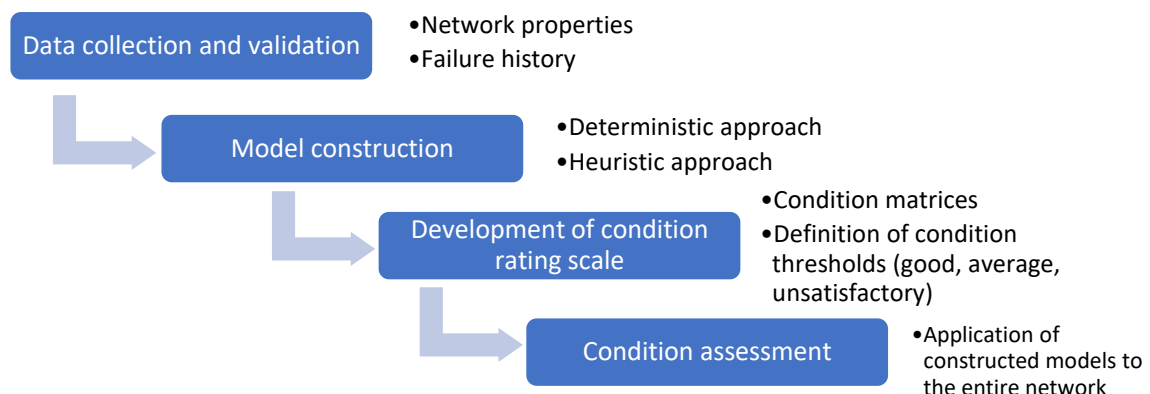 Data collection and validation
•Network properties
•Failure history
Model construction
•Deterministic approach
•Heuristic approach
Development of condition
rating scale
•Condition matrices
•Definition of condition
thresholds (good, average,
unsatisfactory)
Condition assessment
•Application of
constructed models to
the entire network